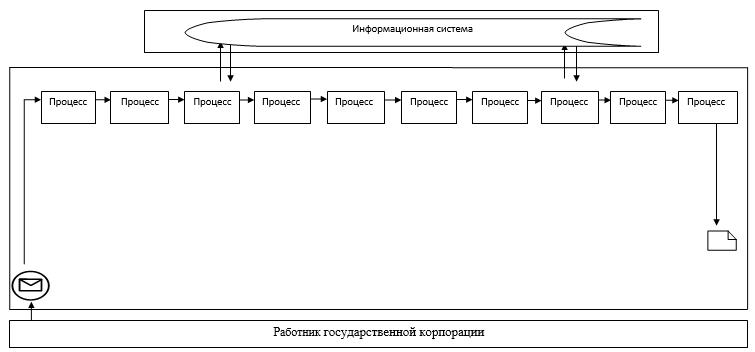 Информационная система
Процесс
Процесс
Процесс
Процесс
Процесс
Процесс
Процесс
Процесс
Процесс
Процесс
Работник государственной корпорации